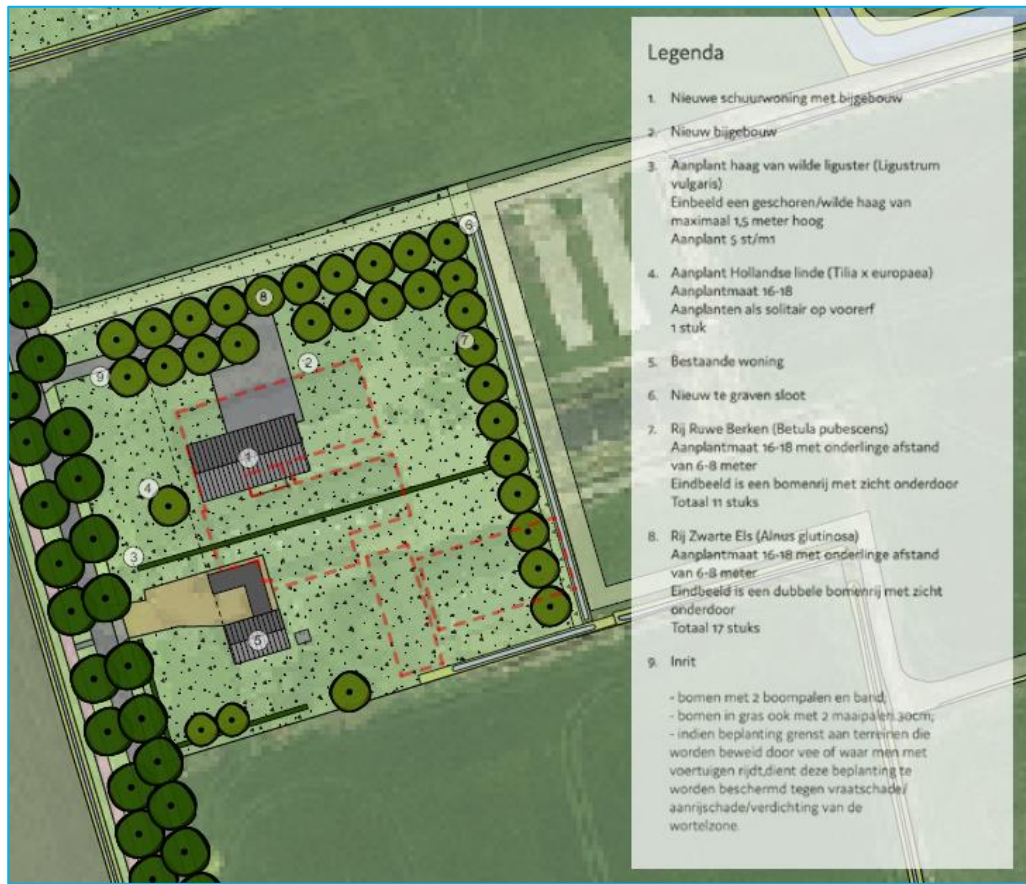 Legenda
1. Nieuwe schuurwoning met bijgebouw
2. Nieuw bijgebouw
3. Aanplant haag van wilde liguster (Ligustrum
vulgaris)
Einbeeld een geschoren/wilde haag van
maximaal 1,5 meter hoog
Aanplant 5 st/m1
4. Aanplant Hollandse linde (Tilia x europaea)
Aanplantmaat 16-18
Aanplanten als solitair op voorerf
1 stuk
5. Bestaande woning
6. Nieuw te graven sloot
7. Rij Ruwe Berken (Betula pubescens)
Aanplantmaat 16-18 met onderlinge afstand
van 6-8 meter
Eindbeeld is een bomenrij met zicht onderdoor
Totaal 11 stuks
8. Rij Zwarte Els (Alnus glutinosa)
Aanplantmaat 16-18 met onderlinge afstand
van 6-8 meter
Eindbeeld is een dubbele bomenrij met zicht
onderdoor
Totaal 17 stuks
9. Inrit
- bomen met 2 boompalen en band;
- bomen in gras ook met 2 maaipalen 30cm;
- indien beplanting grenst aan terreinen die
worden beweid door vee of waar men met
voertuigen rijdt,dient deze beplanting te
worden beschermd tegen vraatschade/
aanrijschade/verdichting van de
wortelzone.
6
8
7
2
9
1
4
3
5